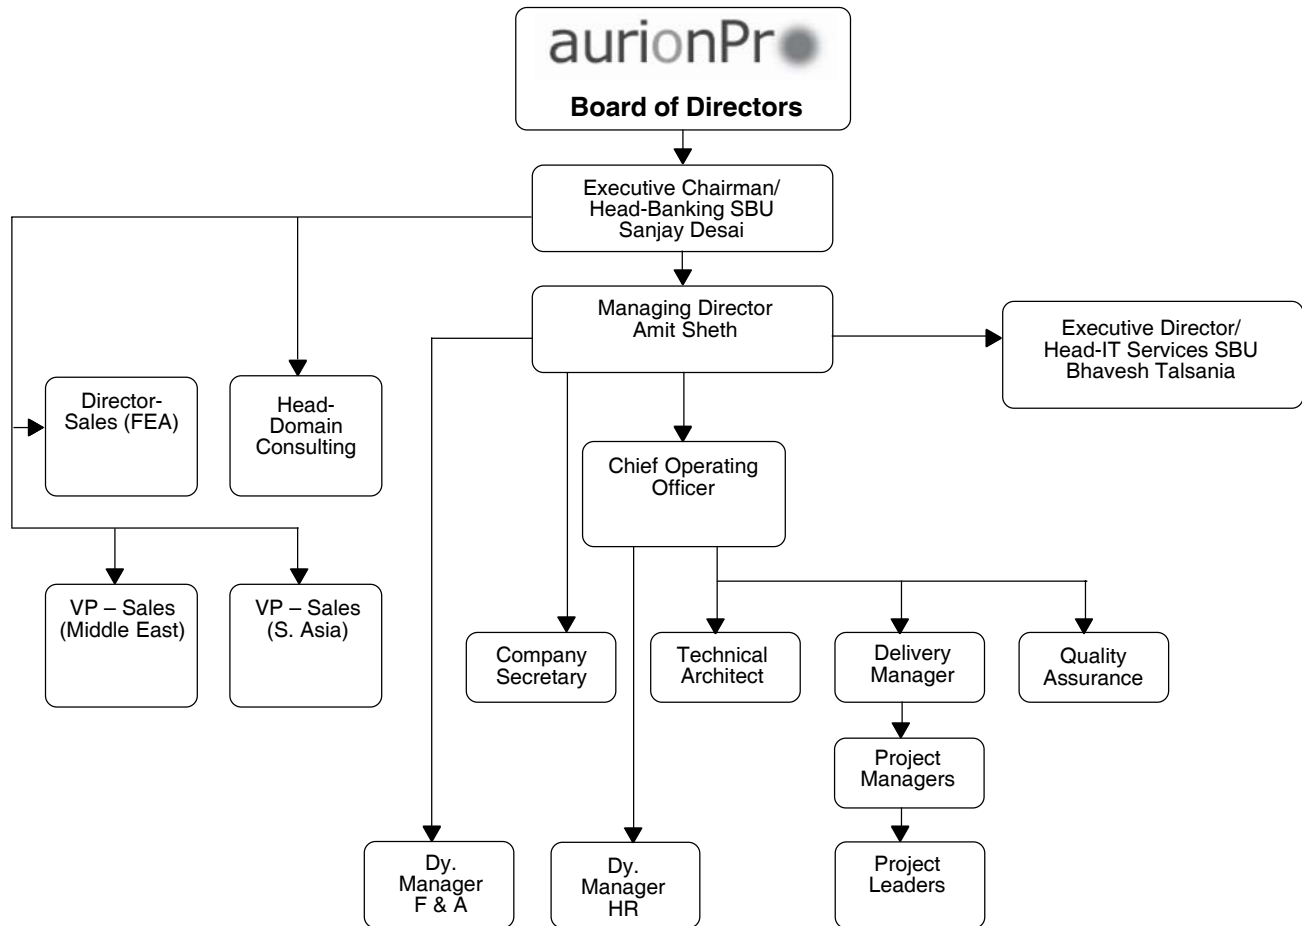 aurionPro
Board of Directors
Executive Chairman/
Head-Banking SBU
Sanjay Desai
Managing Director
Amit Sheth
Executive Director/
Head-IT Services SBU
Bhavesh Talsania
Director-
Sales (FEA)
Head-
Domain
Consulting
Chief Operating
Officer
VP – Sales
(Middle East)
VP – Sales
(S. Asia)
Company
Secretary
Technical
Architect
Delivery
Manager
Quality
Assurance
Project
Managers
Dy.
Manager
F & A
Dy.
Manager
HR
Project
Leaders